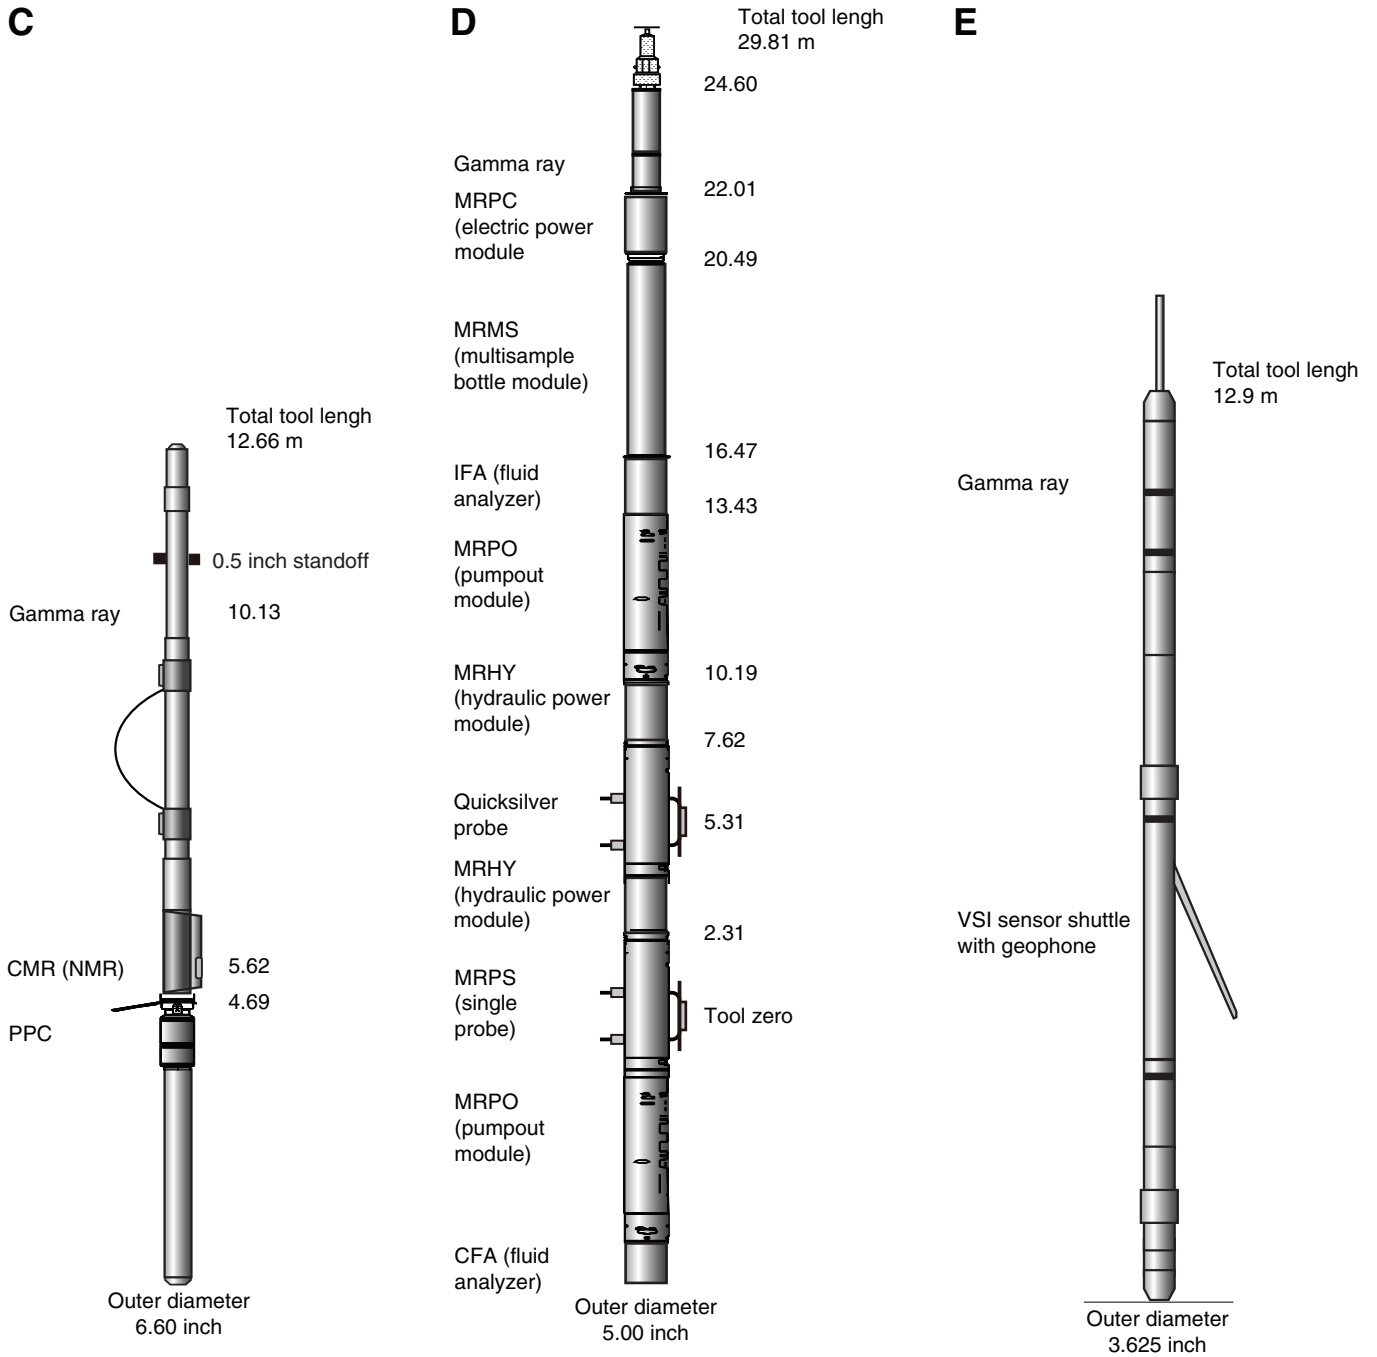 C
Total tool lengh
12.66 m
0.5 inch standoff
Gamma ray
10.13
CMR (NMR)
5.62
4.69
PPC
Outer diameter
6.60 inch
D
Total tool lengh
29.81 m
24.60
Gamma ray
22.01
MRPC
(electric power
module
20.49
MRMS
(multisample
bottle module)
16.47
IFA (fluid
analyzer)
13.43
MRPO
(pumpout
module)
10.19
MRHY
(hydraulic power
module)
7.62
Quicksilver
probe
5.31
MRHY
(hydraulic power
module)
2.31
MRPS
(single
probe)
Tool zero
MRPO
(pumpout
module)
CFA (fluid
analyzer)
Outer diameter
5.00 inch
E
Total tool lengh
12.9 m
Gamma ray
VSI sensor shuttle
with geophone
Outer diameter
3.625 inch